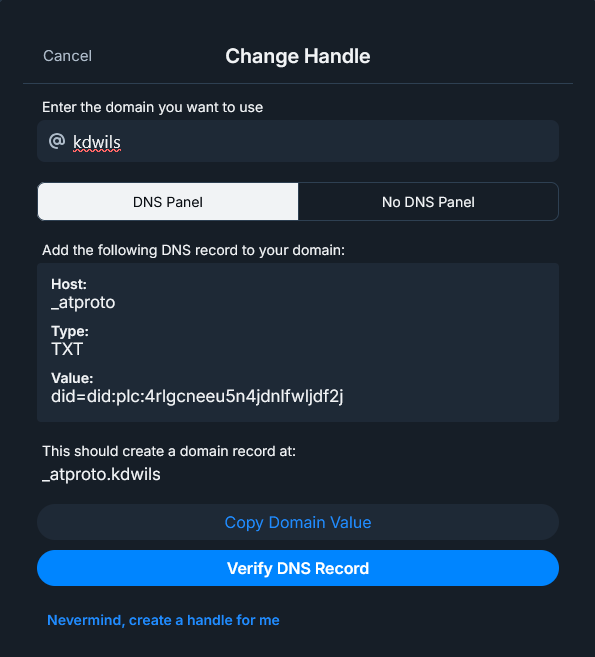 Cancel
Change Handle
Enter the domain you want to use
@ kdwils
DNS Panel
No DNS Panel
Add the following DNS record to your domain:
Host:
_atproto
Type:
TXT
Value:
did=did:plc:4rlgcneeu5n4jdnlfwljdf2j
This should create a domain record at:
_atproto.kdwils
Copy Domain Value
Verify DNS Record
Nevermind, create a handle for me